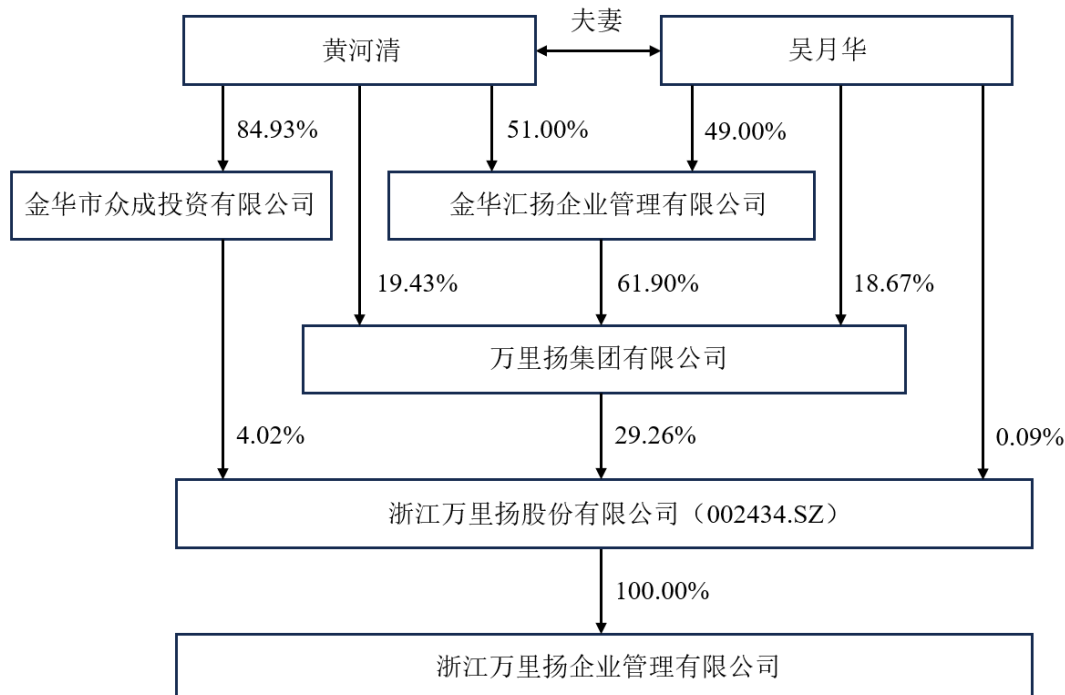 夫妻
黄河清
吴月华
84.93%
51.00%
49.00%
金华市众成投资有限公司
金华汇扬企业管理有限公司
19.43%
61.90%
18.67%
万里扬集团有限公司
4.02%
29.26%
0.09%
浙江万里扬股份有限公司（002434.SZ）
100.00%
浙江万里扬企业管理有限公司